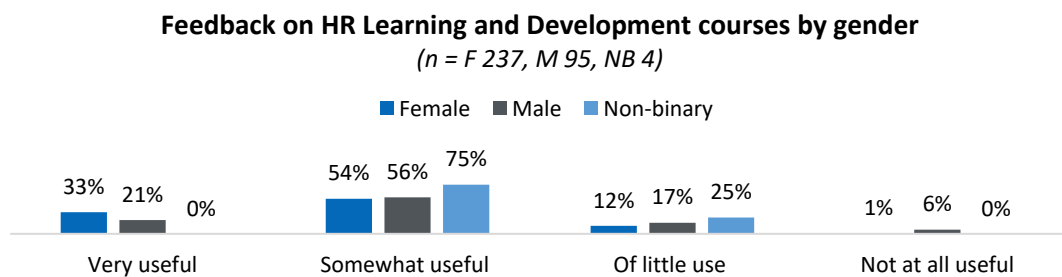 Feedback on HR Learning and Development courses by gender
(n = F 237, M 95, NB 4)
Female Male Non-binary
33% 21% 0% 54% 56% 75% 12% 17% 25% 1% 6% 0%
Very useful Somewhat useful Of little use Not at all useful